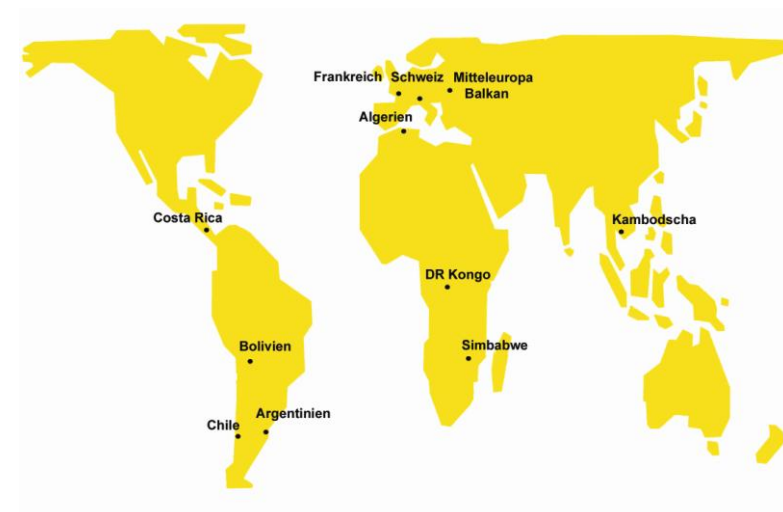 Frankreich
Schweiz
Mitteleuropa
Balkan
Algerien
Costa Rica
Kambodscha
DR Kongo
Bolivien
Simbabwe
Argentinien
Chile